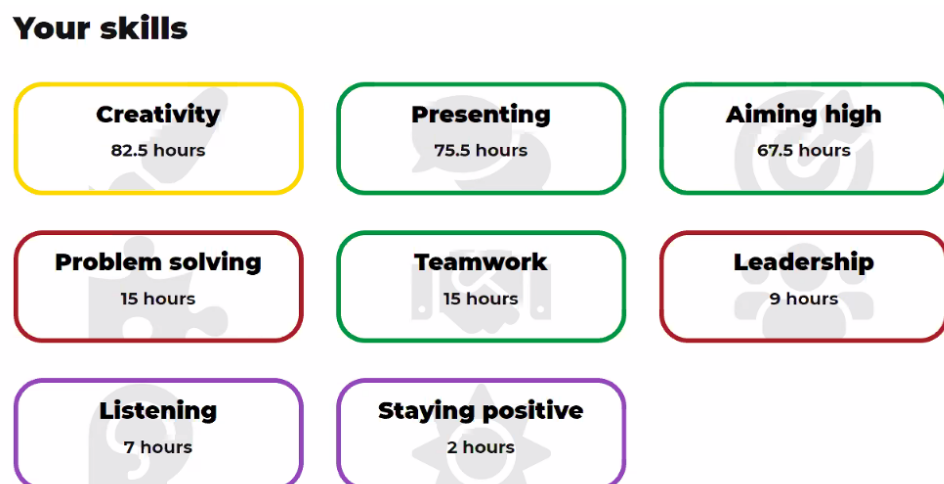 Your skills
Creativity
82.5 hours
Presenting
75.5 hours
Aiming high
67.5 hours
Problem solving
15 hours
Teamwork
15 hours
Leadership
9 hours
Listening
7 hours
Staying positive
2 hours